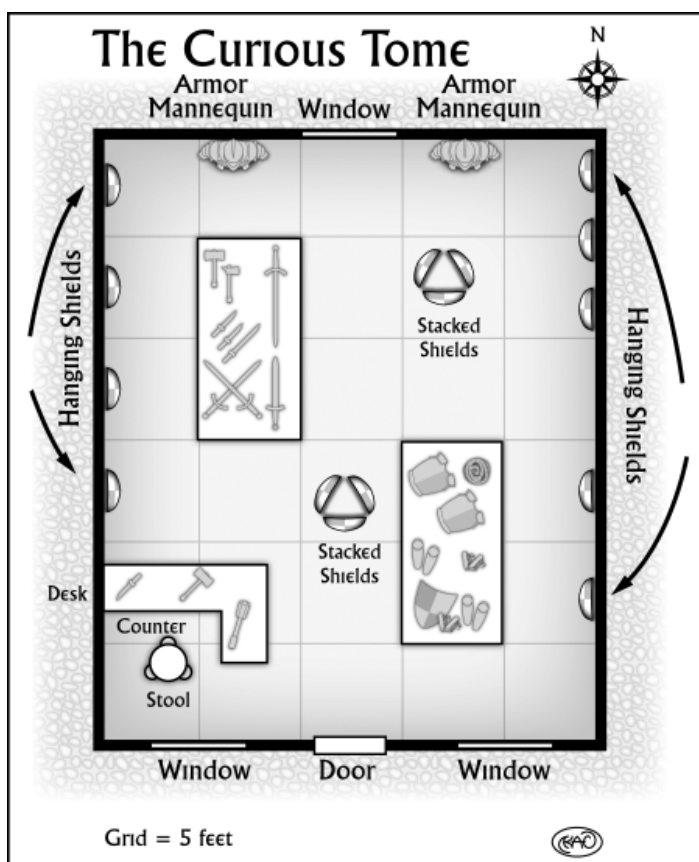 The Curious Tome
N
Armor
Mannequin
Window
Armor
Mannequin
Hanging Shields
Stacked
Shields
Hanging Shields
Stacked
Shields
Desk
Counter
Stool
Window
Door
Window
Grid = 5 feet